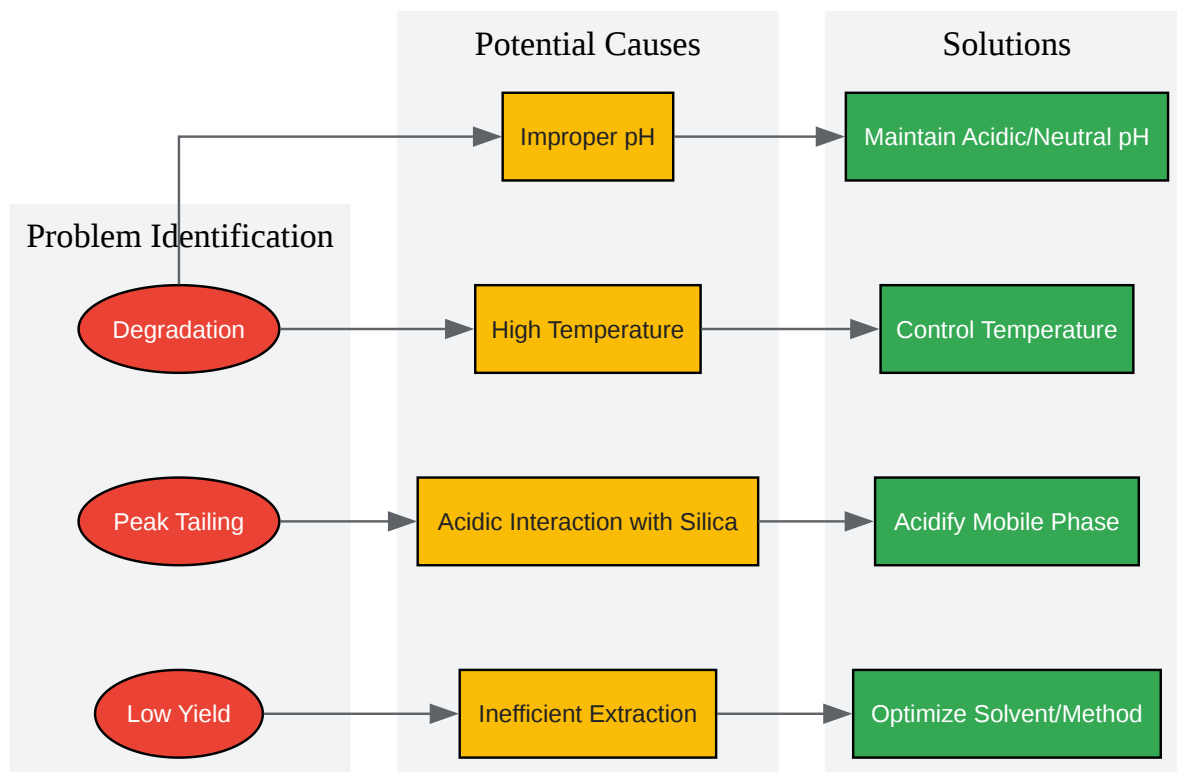 Potential Causes
Solutions
Improper pH
Maintain Acidic/Neutral pH
Problem Identification
Degradation
High Temperature
Control Temperature
Peak Tailing
Acidic Interaction with Silica
Acidify Mobile Phase
Low Yield
Inefficient Extraction
Optimize Solvent/Method